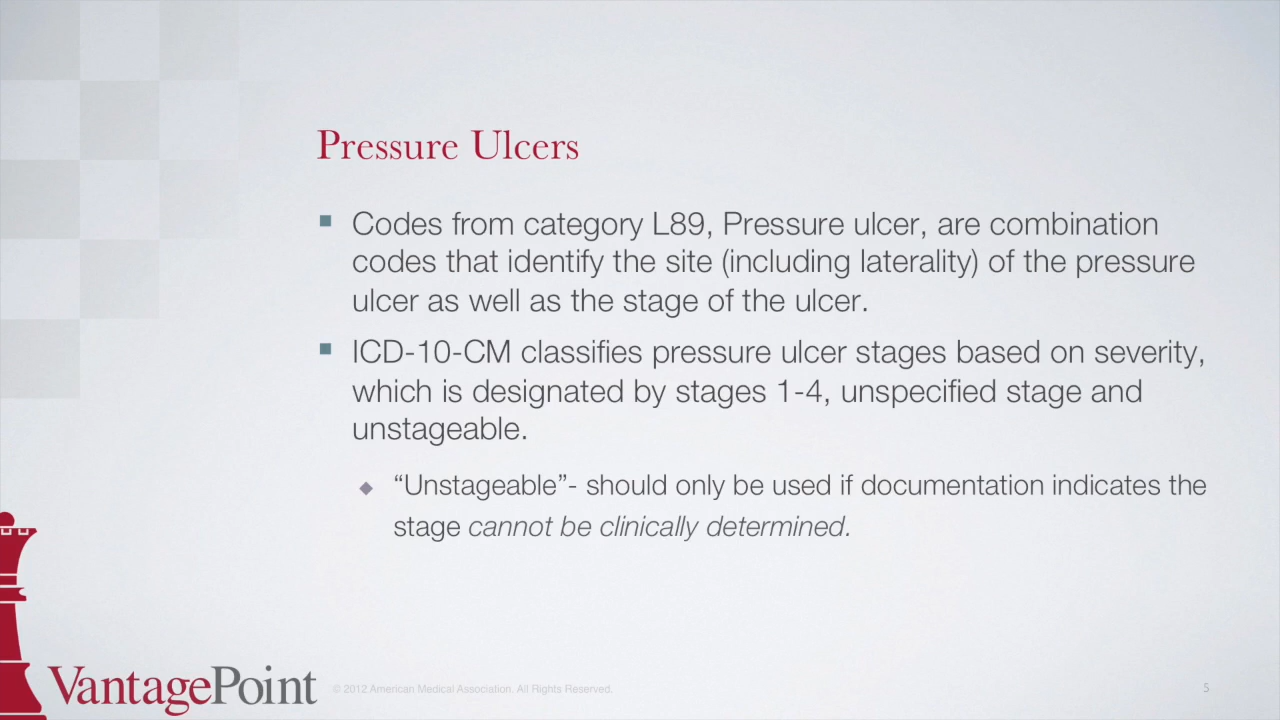 Pressure Ulcers
Codes from category L89, Pressure ulcer, are combination
codes that identify the site (including laterality) of the pressure
ulcer as well as the stage of the ulcer.
ICD-10-CM classifies pressure ulcer stages based on severity,
which is designated by stages 1-4, unspecified stage and
unstageable.
“Unstageable”- should only be used if documentation indicates the
stage cannot be clinically determined.
VantagePoint
© 2012 American Medical Association. All Rights Reserved.
5